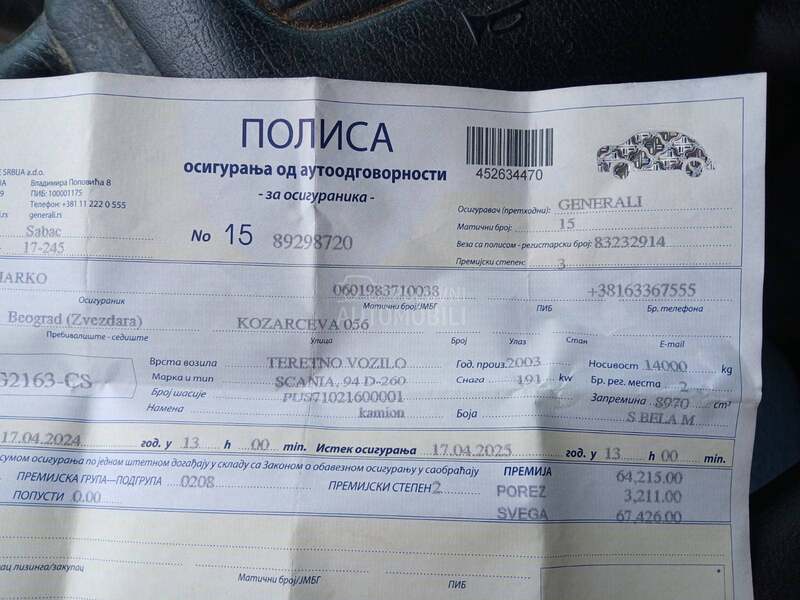 ПОЛИСА
осигурања од аутоодговорности
- за осигураника -
452634470
E SRBIJA a.d.o.
Владимира Поповића 8
ПИБ: 100001175
Телефон: +381 11 222 0 555
generali.rs
Sabac
17-245
No 15 89298720
Осигуравач (претходни): GENERALI
Матични број: 15
Веза са полисом - регистарски број: 83232914
Премијски степен: 3
MARKO 0601983710038 +38163367555
Осигураник Матични број/ЈМБГ ПИБ Бр. телефона
Beograd (Zvezdara) KOZARCEVA 056
Пребивалиште - седиште Улица Број Улаз Стан E-mail
G2163-CS
Врста возила TERETNO VOZILO Год. произ. 2003 Носивост 14000 kg
Марка и тип SCANIA, 94 D-260 Снага 191 kw Бр. рег. места 2
Број шасије PUS71021600001 Запремина 8970 cm³
Намена kamion Боја S BELA M
17.04.2024 год. у 13 h 00 min. Истек осигурања 17.04.2025 год. у 13 h 00 min.
сумом осигурања по једном штетном догађају у складу са Законом о обавезном осигурању у саобраћају
ПРЕМИЈА 64,215.00
ПРЕМИЈСКА ГРУПА—ПОДГРУПА 0208 ПРЕМИЈСКИ СТЕПЕН 2 POREZ 3,211.00
ПОПУСТИ 0.00 SVEGA 67,426.00
лизинга/закупац Матични број/ЈМБГ ПИБ